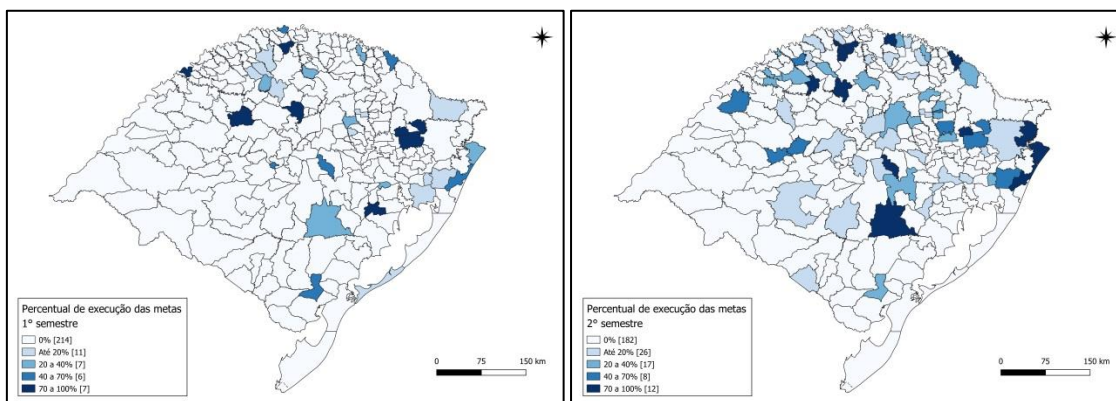 Percentual de execução das metas
1° semestre
0% [214]
Até 20% [11]
20 a 40% [7]
40 a 70% [6]
70 a 100% [7]
0 75 150 km
Percentual de execução das metas
2° semestre
0% [182]
Até 20% [26]
20 a 40% [17]
40 a 70% [8]
70 a 100% [12]
0 75 150 km